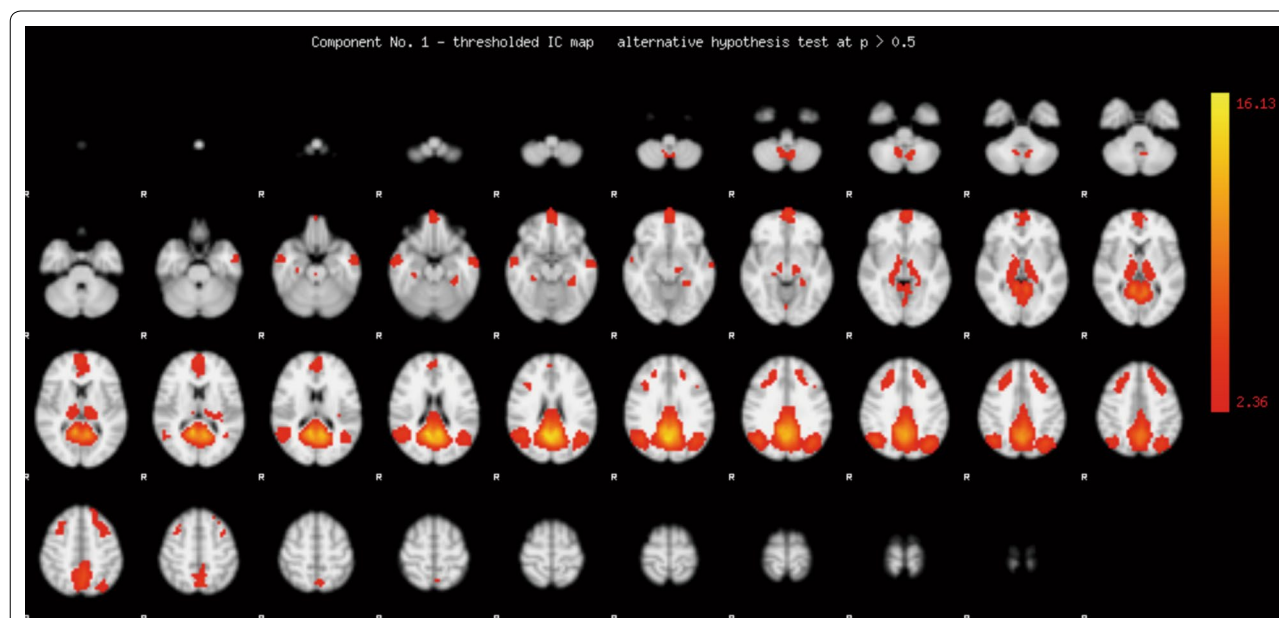 Component No. 1 - thresholded IC map   alternative hypothesis test at p > 0.5
16.13
R R R R R R R R R R
R R R R R R R R R R
2.36
R R R R R R R R R R
R R R R R R R R R R